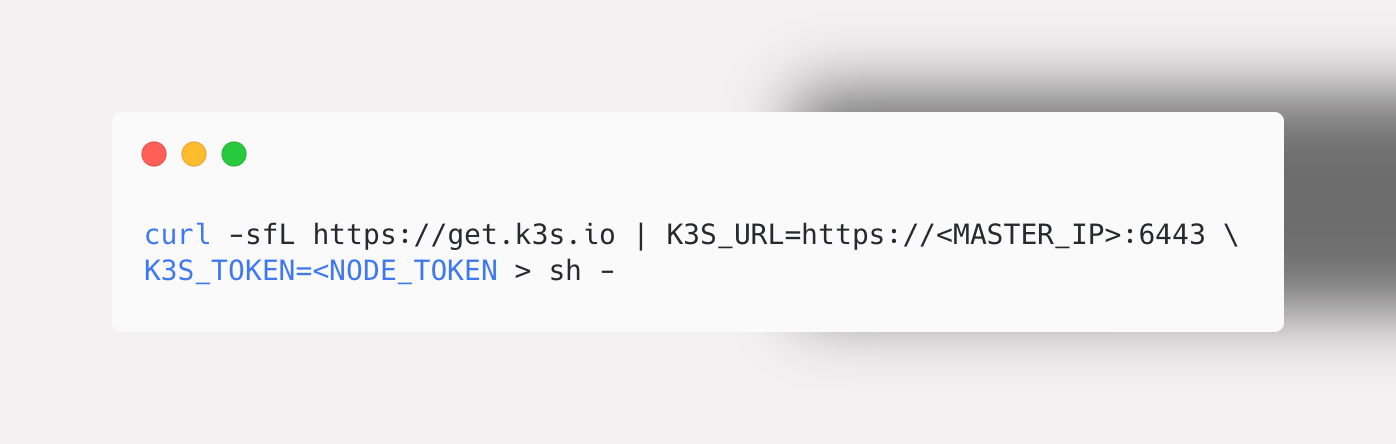 curl -sfL https://get.k3s.io | K3S_URL=https://<MASTER_IP>:6443 \
K3S_TOKEN=<NODE_TOKEN > sh -